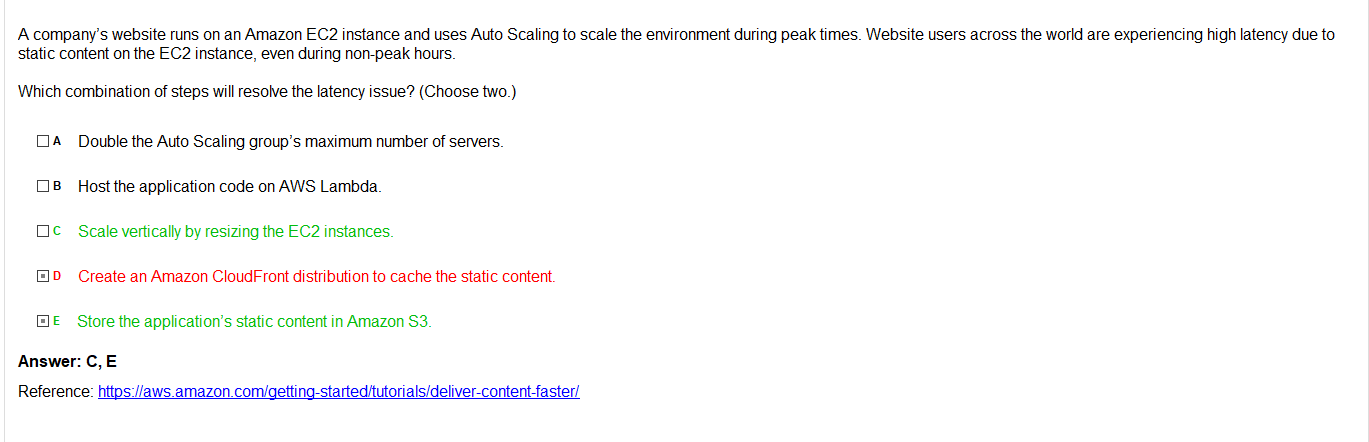 A company's website runs on an Amazon EC2 instance and uses Auto Scaling to scale the environment during peak times. Website users across the world are experiencing high latency due to
static content on the EC2 instance, even during non-peak hours.
Which combination of steps will resolve the latency issue? (Choose two.)
A Double the Auto Scaling group's maximum number of servers.
B Host the application code on AWS Lambda.
C Scale vertically by resizing the EC2 instances.
D Create an Amazon CloudFront distribution to cache the static content.
E Store the application's static content in Amazon S3.
Answer: C, E
Reference: https://aws.amazon.com/getting-started/tutorials/deliver-content-faster/